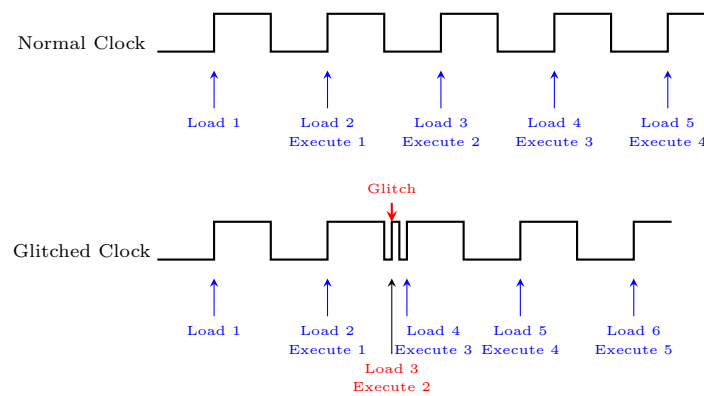 Normal Clock
Load 1
Load 2
Execute 1
Load 3
Execute 2
Load 4
Execute 3
Load 5
Execute 4
Glitch
Glitched Clock
Load 1
Load 2
Execute 1
Load 3
Execute 2
Load 4
Execute 3
Load 5
Execute 4
Load 6
Execute 5